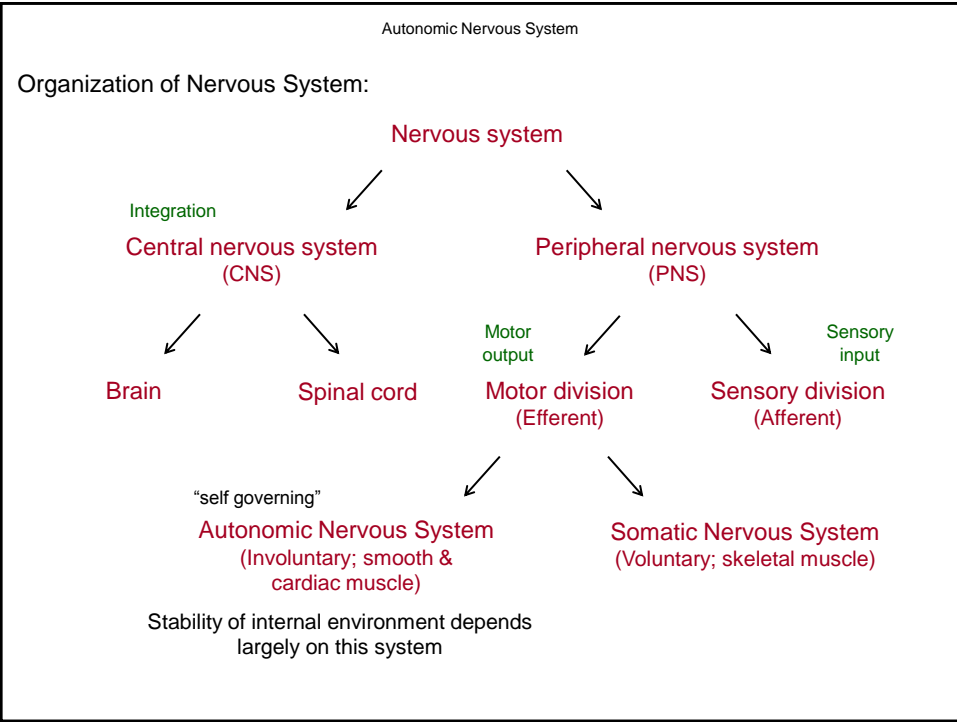 Autonomic Nervous System
Organization of Nervous System:
Nervous system
Integration
Central nervous system
(CNS)
Peripheral nervous system
(PNS)
Brain
Spinal cord
Motor
output
Motor division
(Efferent)
Sensory
input
Sensory division
(Afferent)
“self governing”
Autonomic Nervous System
(Involuntary; smooth &
cardiac muscle)
Somatic Nervous System
(Voluntary; skeletal muscle)
Stability of internal environment depends
largely on this system